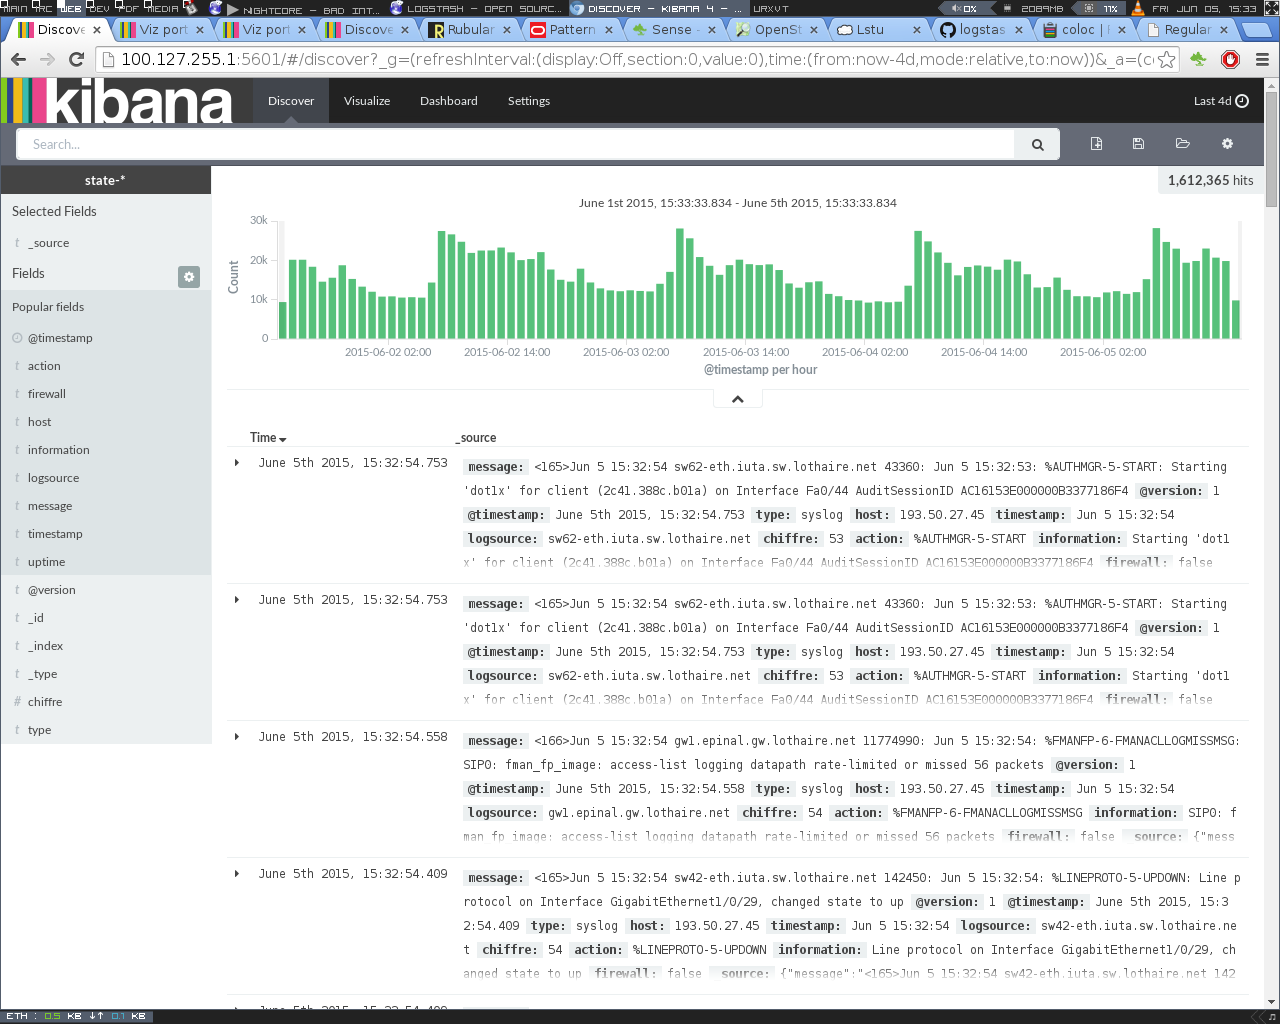 MAIN IRC WEB DEV PDF MEDIA NIGHTCORE - BAD INT... LOGSTASH - OPEN SOURC... DISCOVER - KIBANA 4 - ... URXVT 0% 2089MB 11% FRI JUN 05, 15:33
Discove Viz port Viz port Discove Rubular Pattern Sense - OpenSt Lstu logstas coloc | F Regular
100.127.255.1:5601/#/discover?_g=(refreshInterval:(display:Off,section:0,value:0),time:(from:now-4d,mode:relative,to:now))&_a=(c
kibana Discover Visualize Dashboard Settings Last 4d
Search...
state-*
1,612,365 hits
Selected Fields
t _source
Fields
Popular fields
@timestamp
t action
t firewall
t host
t information
t logsource
t message
t timestamp
t uptime
t @version
t _id
t _index
t _type
# chiffre
t type
June 1st 2015, 15:33:33.834 - June 5th 2015, 15:33:33.834
30k
20k
10k
0
Count
2015-06-02 02:00 2015-06-02 14:00 2015-06-03 02:00 2015-06-03 14:00 2015-06-04 02:00 2015-06-04 14:00 2015-06-05 02:00
@timestamp per hour
Time _source
June 5th 2015, 15:32:54.753 message: <165>Jun 5 15:32:54 sw62-eth.iuta.sw.lothaire.net 43360: Jun 5 15:32:53: %AUTHMGR-5-START: Starting
'dot1x' for client (2c41.388c.b01a) on Interface Fa0/44 AuditSessionID AC16153E000000B3377186F4 @version: 1
@timestamp: June 5th 2015, 15:32:54.753 type: syslog host: 193.50.27.45 timestamp: Jun 5 15:32:54
logsource: sw62-eth.iuta.sw.lothaire.net chiffre: 53 action: %AUTHMGR-5-START information: Starting 'dot1
x' for client (2c41.388c.b01a) on Interface Fa0/44 AuditSessionID AC16153E000000B3377186F4 firewall: false
June 5th 2015, 15:32:54.753 message: <165>Jun 5 15:32:54 sw62-eth.iuta.sw.lothaire.net 43360: Jun 5 15:32:53: %AUTHMGR-5-START: Starting
'dot1x' for client (2c41.388c.b01a) on Interface Fa0/44 AuditSessionID AC16153E000000B3377186F4 @version: 1
@timestamp: June 5th 2015, 15:32:54.753 type: syslog host: 193.50.27.45 timestamp: Jun 5 15:32:54
logsource: sw62-eth.iuta.sw.lothaire.net chiffre: 53 action: %AUTHMGR-5-START information: Starting 'dot1
x' for client (2c41.388c.b01a) on Interface Fa0/44 AuditSessionID AC16153E000000B3377186F4 firewall: false
June 5th 2015, 15:32:54.558 message: <166>Jun 5 15:32:54 gw1.epinal.gw.lothaire.net 11774990: Jun 5 15:32:54: %FMANFP-6-FMANACLLOGMISSMSG:
SIP0: fman_fp_image: access-list logging datapath rate-limited or missed 56 packets @version: 1
@timestamp: June 5th 2015, 15:32:54.558 type: syslog host: 193.50.27.45 timestamp: Jun 5 15:32:54
logsource: gw1.epinal.gw.lothaire.net chiffre: 54 action: %FMANFP-6-FMANACLLOGMISSMSG information: SIP0: f
man_fp_image: access-list logging datapath rate-limited or missed 56 packets firewall: false _source: {"mess
June 5th 2015, 15:32:54.409 message: <165>Jun 5 15:32:54 sw42-eth.iuta.sw.lothaire.net 142450: Jun 5 15:32:54: %LINEPROTO-5-UPDOWN: Line p
rotocol on Interface GigabitEthernet1/0/29, changed state to up @version: 1 @timestamp: June 5th 2015, 15:3
2:54.409 type: syslog host: 193.50.27.45 timestamp: Jun 5 15:32:54 logsource: sw42-eth.iuta.sw.lothaire.ne
t chiffre: 54 action: %LINEPROTO-5-UPDOWN information: Line protocol on Interface GigabitEthernet1/0/29, ch
anged state to up firewall: false _source: {"message":"<165>Jun 5 15:32:54 sw42-eth.iuta.sw.lothaire.net 142
ETH : 0.5 KB 0.1 KB